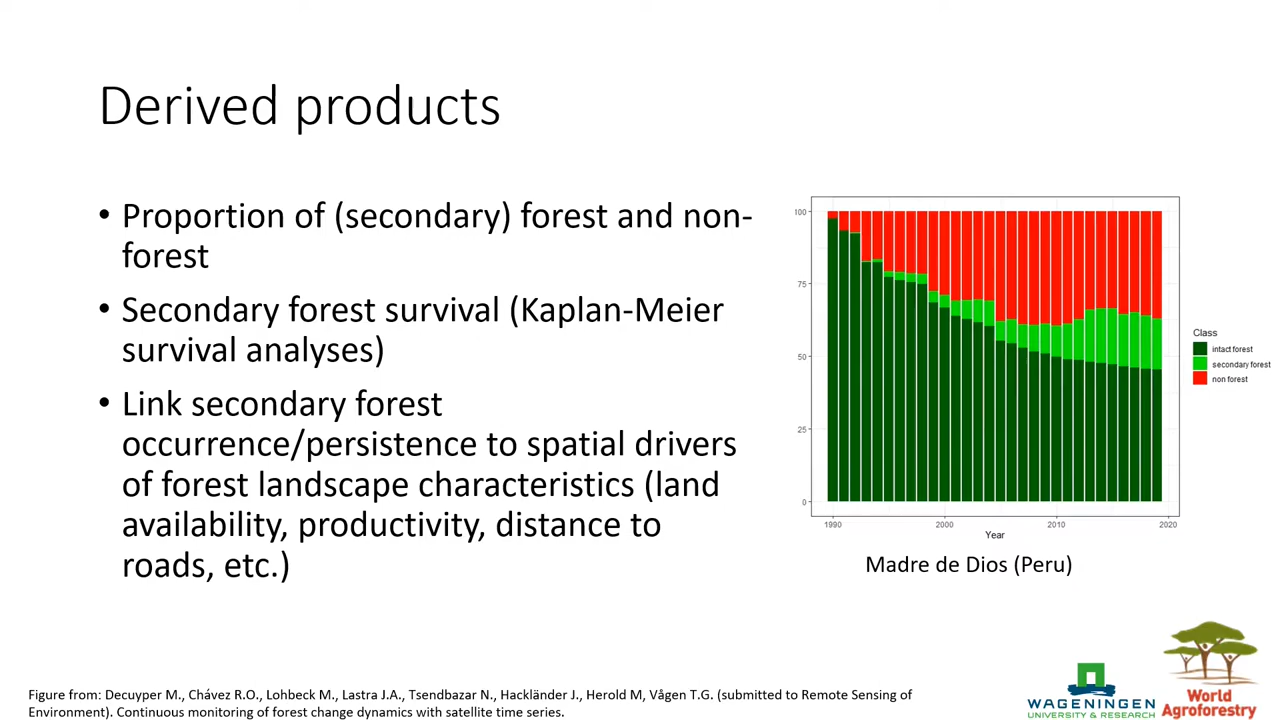 Derived products
• Proportion of (secondary) forest and non-
forest
• Secondary forest survival (Kaplan-Meier
survival analyses)
• Link secondary forest
occurrence/persistence to spatial drivers
of forest landscape characteristics (land
availability, productivity, distance to
roads, etc.)
100
75
50
25
0
1990
2000
2010
2020
Year
Class
intact forest
secondary forest
non forest
Madre de Dios (Peru)
Figure from: Decuyper M., Chávez R.O., Lohbeck M., Lastra J.A., Tsendbazar N., Hackländer J., Herold M, Vågen T.G. (submitted to Remote Sensing of
Environment). Continuous monitoring of forest change dynamics with satellite time series.
WAGENINGEN
UNIVERSITY & RESEARCH
World
Agroforestry